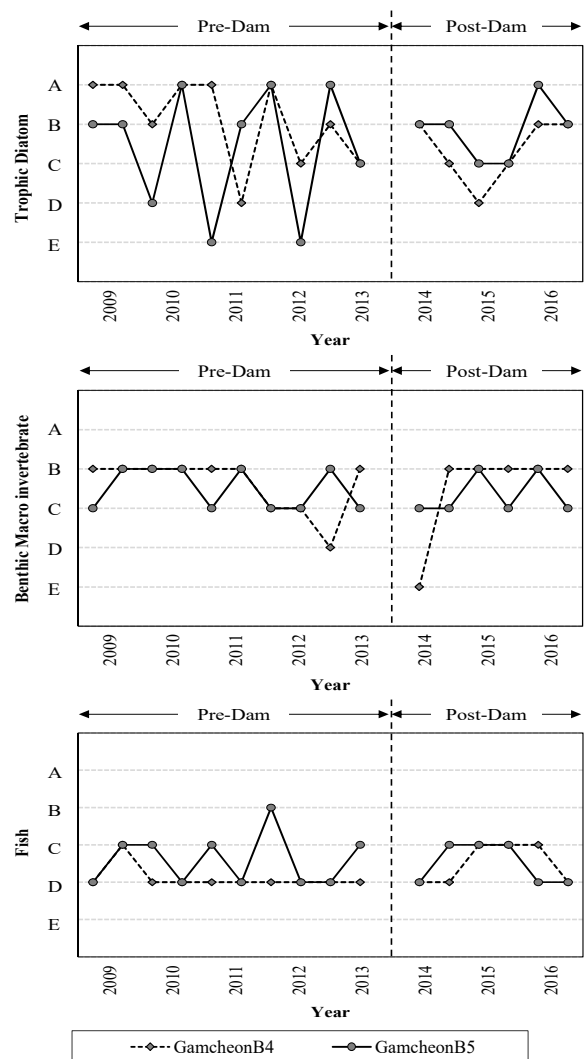 Pre-Dam Post-Dam
Trophic Diatom
A
B
C
D
E
2009 2010 2011 2012 2013 2014 2015 2016
Year
Pre-Dam Post-Dam
Benthic Macro invertebrate
A
B
C
D
E
2009 2010 2011 2012 2013 2014 2015 2016
Year
Pre-Dam Post-Dam
Fish
A
B
C
D
E
2009 2010 2011 2012 2013 2014 2015 2016
Year
GamcheonB4 GamcheonB5